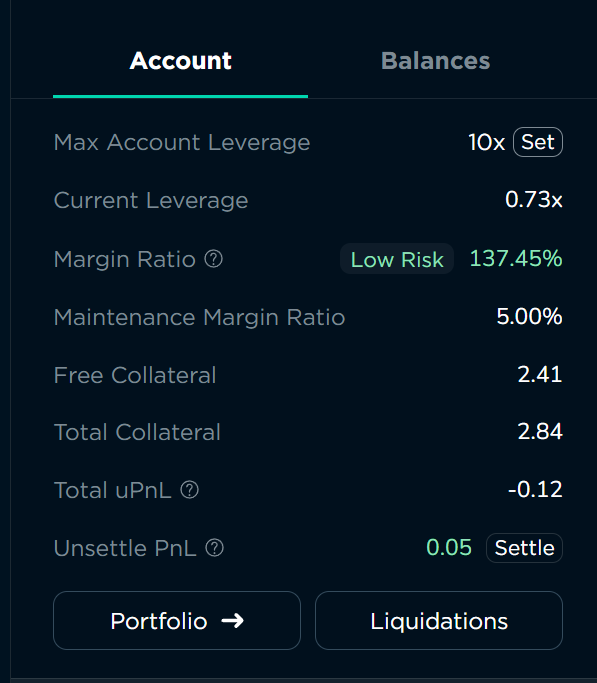 Account Balances
Max Account Leverage 10x Set
Current Leverage 0.73x
Margin Ratio ? Low Risk 137.45%
Maintenance Margin Ratio 5.00%
Free Collateral 2.41
Total Collateral 2.84
Total uPnL ? -0.12
Unsettle PnL ? 0.05 Settle
Portfolio → Liquidations